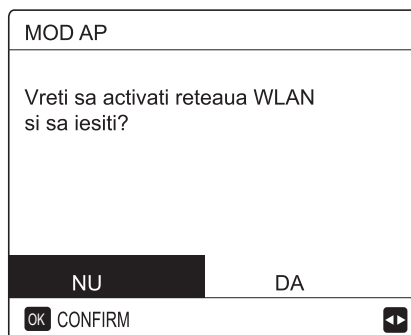 MOD AP
Vreti sa activati reteaua WLAN
si sa iesiti?
NU DA
OK CONFIRM